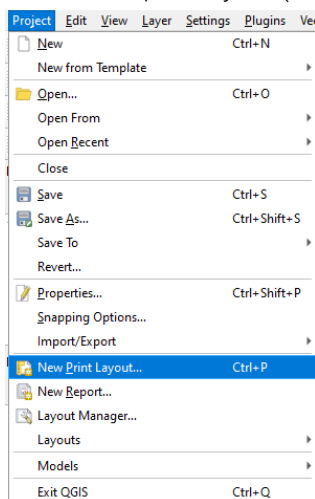 Project Edit View Layer Settings Plugins Vec
New Ctrl+N
New from Template
Open... Ctrl+O
Open From
Open Recent
Close
Save Ctrl+S
Save As... Ctrl+Shift+S
Save To
Revert...
Properties... Ctrl+Shift+P
Snapping Options...
Import/Export
New Print Layout... Ctrl+P
New Report...
Layout Manager...
Layouts
Models
Exit QGIS Ctrl+Q